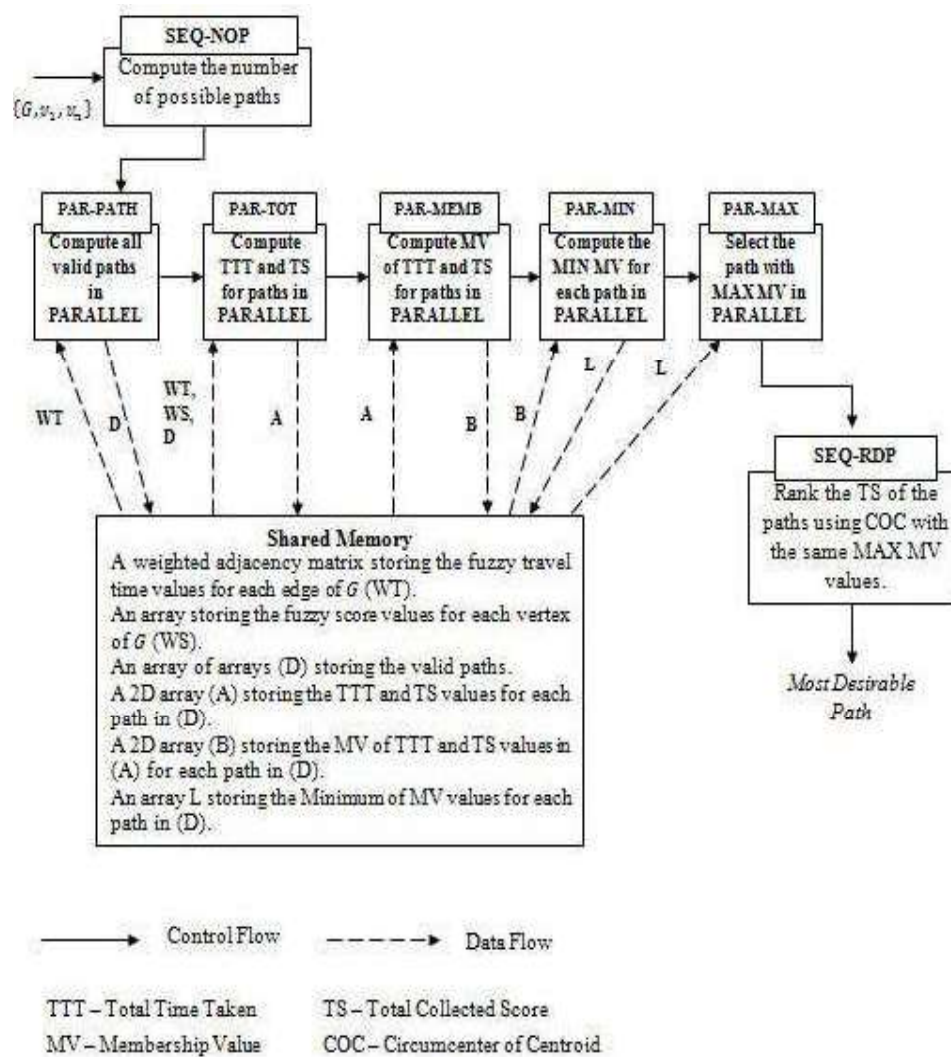 SEQ-NOP
Compute the number
of possible paths
{G, v₁, vₙ}
PAR-PATH
Compute all
valid paths
in
PARALLEL
PAR-TOT
Compute
TTT and TS
for paths in
PARALLEL
PAR-MEMB
Compute MV
of TTT and TS
for paths in
PARALLEL
PAR-MIN
Compute the
MIN MV for
each path in
PARALLEL
PAR-MAX
Select the
path with
MAX MV in
PARALLEL
WT
D
WT,
WS,
D
A
A
B
B
L
L
SEQ-RDP
Rank the TS of the
paths using COC with
the same MAX MV
values.
Most Desirable
Path
Shared Memory
A weighted adjacency matrix storing the fuzzy travel
time values for each edge of G (WT).
An array storing the fuzzy score values for each vertex
of G (WS).
An array of arrays (D) storing the valid paths.
A 2D array (A) storing the TTT and TS values for each
path in (D).
A 2D array (B) storing the MV of TTT and TS values in
(A) for each path in (D).
An array L storing the Minimum of MV values for each
path in (D).
Control Flow
Data Flow
TTT – Total Time Taken
TS – Total Collected Score
MV – Membership Value
COC – Circumcenter of Centroid